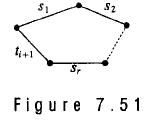 s₁ s₂
tᵢ₊₁
sᵣ
Figure 7.51